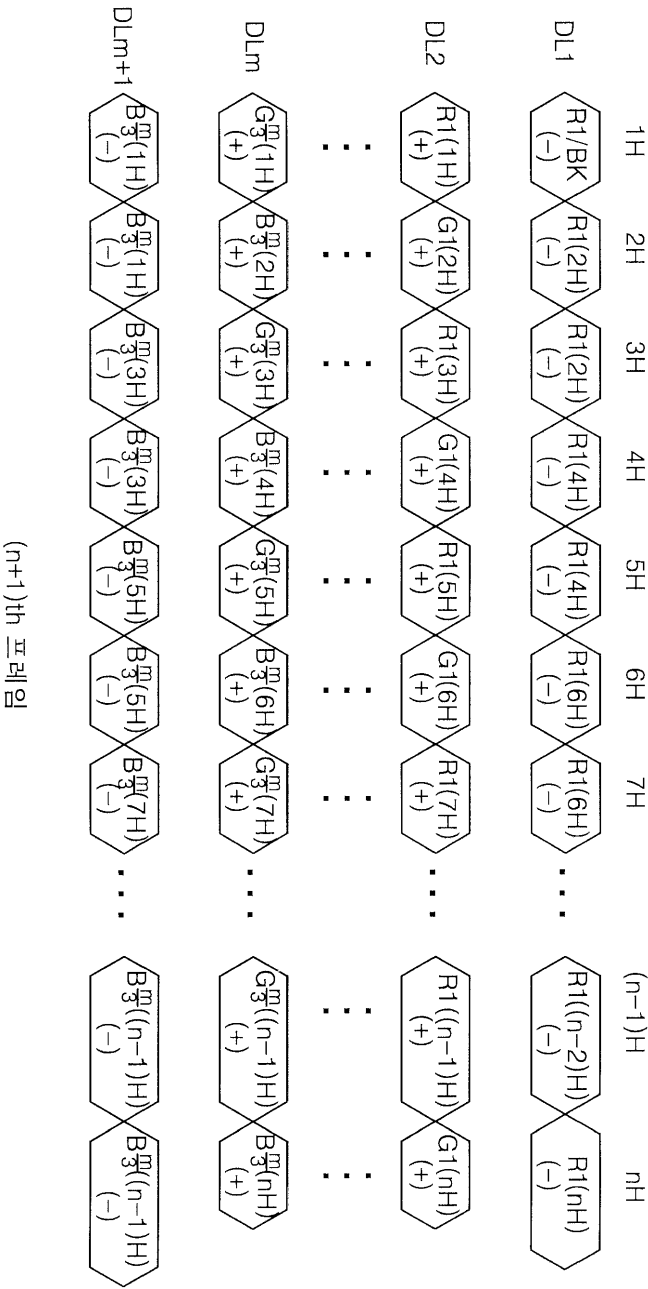 1H 2H 3H 4H 5H 6H 7H (n-1)H nH
DL1 R1/BK (-) R1(2H) (-) R1(2H) (-) R1(4H) (-) R1(4H) (-) R1(6H) (-) R1(6H) (-) ... R1((n-2)H) (-) R1(nH) (-)
DL2 R1(1H) (+) G1(2H) (+) R1(3H) (+) G1(4H) (+) R1(5H) (+) G1(6H) (+) R1(7H) (+) ... R1((n-1)H) (+) G1(nH) (+)
DLm G m/3(1H) (+) B m/3(2H) (+) G m/3(3H) (+) B m/3(4H) (+) G m/3(5H) (+) B m/3(6H) (+) G m/3(7H) (+) ... G m/3((n-1)H) (+) B m/3(nH) (+)
DLm+1 B m/3(1H) (-) B m/3(1H) (-) B m/3(3H) (-) B m/3(3H) (-) B m/3(5H) (-) B m/3(5H) (-) B m/3(7H) (-) ... B m/3((n-1)H) (-) B m/3((n-1)H) (-)
(n+1)th 프레임